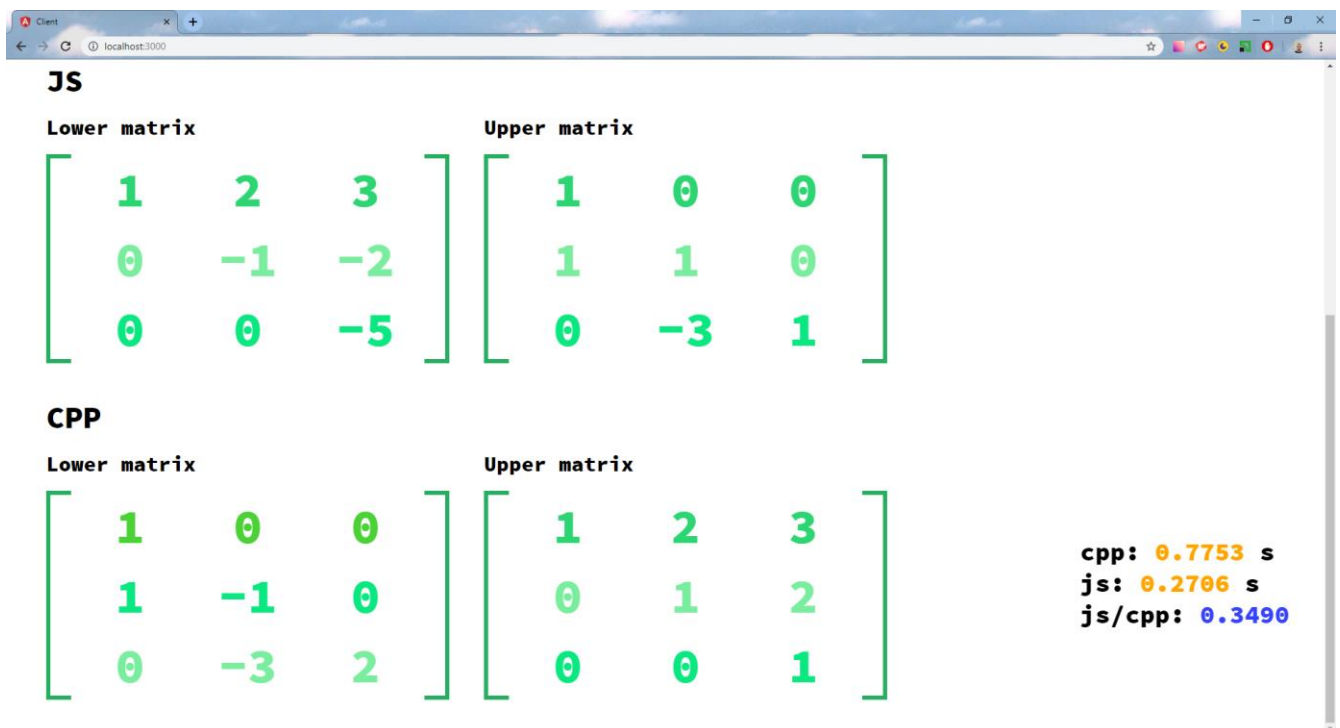 Client
localhost:3000
JS
Lower matrix Upper matrix
1 2 3 1 0 0
0 -1 -2 1 1 0
0 0 -5 0 -3 1
CPP
Lower matrix Upper matrix
1 0 0 1 2 3
1 -1 0 0 1 2
0 -3 2 0 0 1
cpp: 0.7753 s
js: 0.2706 s
js/cpp: 0.3490